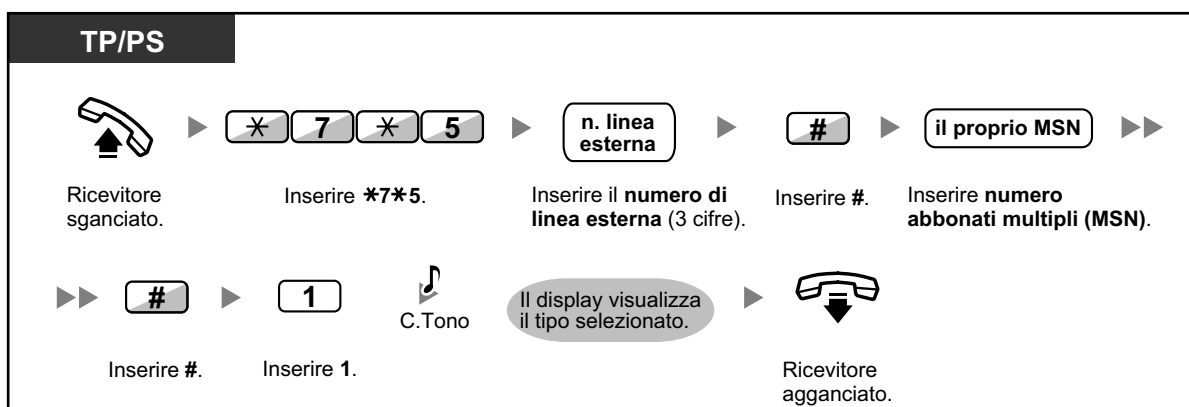 TP/PS
✳ 7 ✳ 5
n. linea
esterna
#
il proprio MSN
Ricevitore
sganciato.
Inserire ✳7✳5.
Inserire il numero di
linea esterna (3 cifre).
Inserire #.
Inserire numero
abbonati multipli (MSN).
#
1
C.Tono
Il display visualizza
il tipo selezionato.
Inserire #.
Inserire 1.
Ricevitore
agganciato.